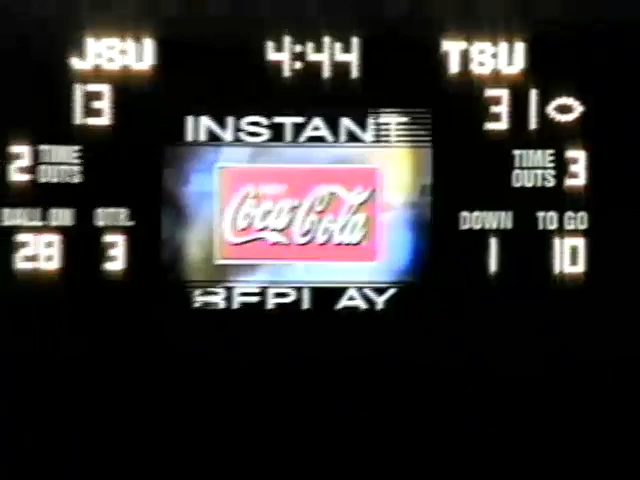 JSU 4:44 TSU
13 31
INSTANT
2 TIME OUTS TIME OUTS 3
Coca-Cola
BALL ON QTR. DOWN TO GO
28 3 1 10
REPLAY